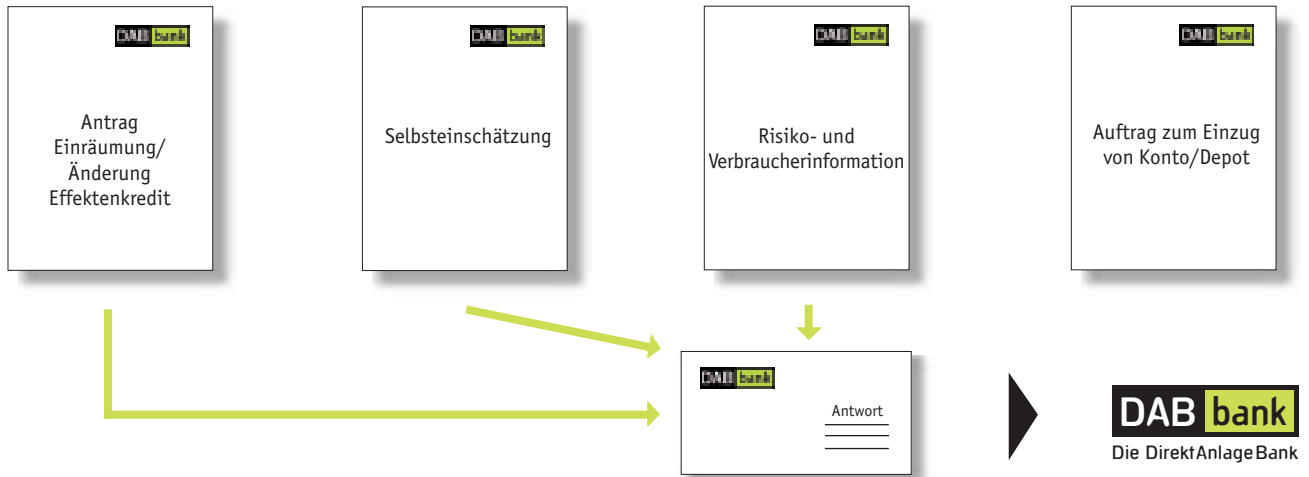 DAB bank
Antrag
Einräumung/
Änderung
Effektenkredit
DAB bank
Selbsteinschätzung
DAB bank
Risiko- und
Verbraucherinformation
DAB bank
Auftrag zum Einzug
von Konto/Depot
DAB bank
Antwort
DAB bank
Die DirektAnlageBank